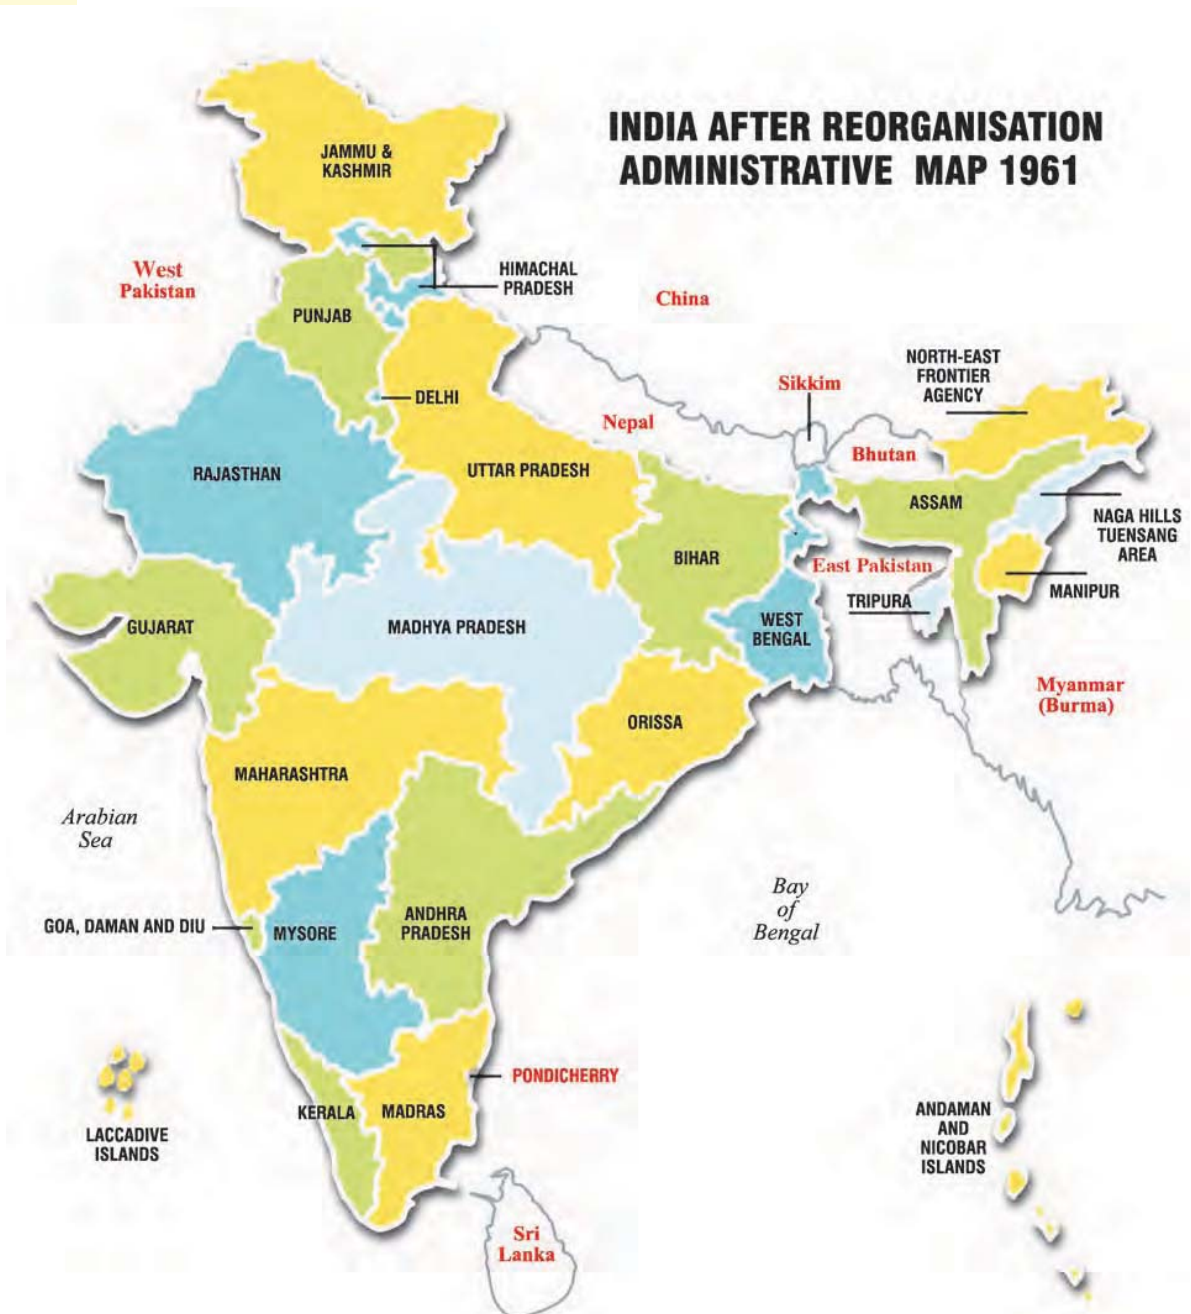 INDIA AFTER REORGANISATION
ADMINISTRATIVE MAP 1961
JAMMU &
KASHMIR
West
Pakistan
HIMACHAL
PRADESH
China
PUNJAB
NORTH-EAST
FRONTIER
AGENCY
Sikkim
DELHI
Nepal
Bhutan
RAJASTHAN
UTTAR PRADESH
ASSAM
NAGA HILLS
TUENSANG
AREA
BIHAR
East Pakistan
MANIPUR
TRIPURA
GUJARAT
MADHYA PRADESH
WEST
BENGAL
Myanmar
(Burma)
ORISSA
MAHARASHTRA
Arabian
Sea
Bay
of
Bengal
GOA, DAMAN AND DIU
MYSORE
ANDHRA
PRADESH
PONDICHERRY
KERALA
MADRAS
LACCADIVE
ISLANDS
ANDAMAN
AND
NICOBAR
ISLANDS
Sri
Lanka